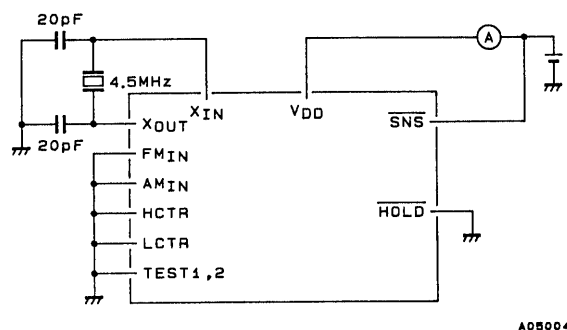 20pF
A
4.5MHz
XIN
VDD
XOUT
SNS
20pF
FMIN
AMIN
HCTR
HOLD
LCTR
TEST1,2
A05004